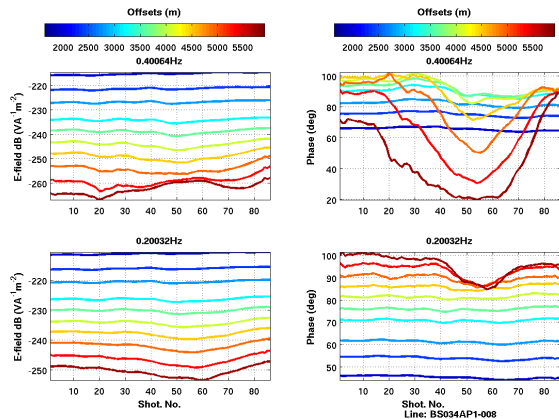 Offsets (m)
2000 2500 3000 3500 4000 4500 5000 5500
0.40064Hz
E-field dB (VA⁻¹m⁻²)
-220
-230
-240
-250
-260
10 20 30 40 50 60 70 80
Offsets (m)
2000 2500 3000 3500 4000 4500 5000 5500
0.40064Hz
Phase (deg)
100
80
60
40
20
10 20 30 40 50 60 70 80
0.20032Hz
E-field dB (VA⁻¹m⁻²)
-220
-230
-240
-250
10 20 30 40 50 60 70 80
Shot. No.
0.20032Hz
Phase (deg)
100
90
80
70
60
50
10 20 30 40 50 60 70 80
Shot. No.
Line: BS034AP1-008